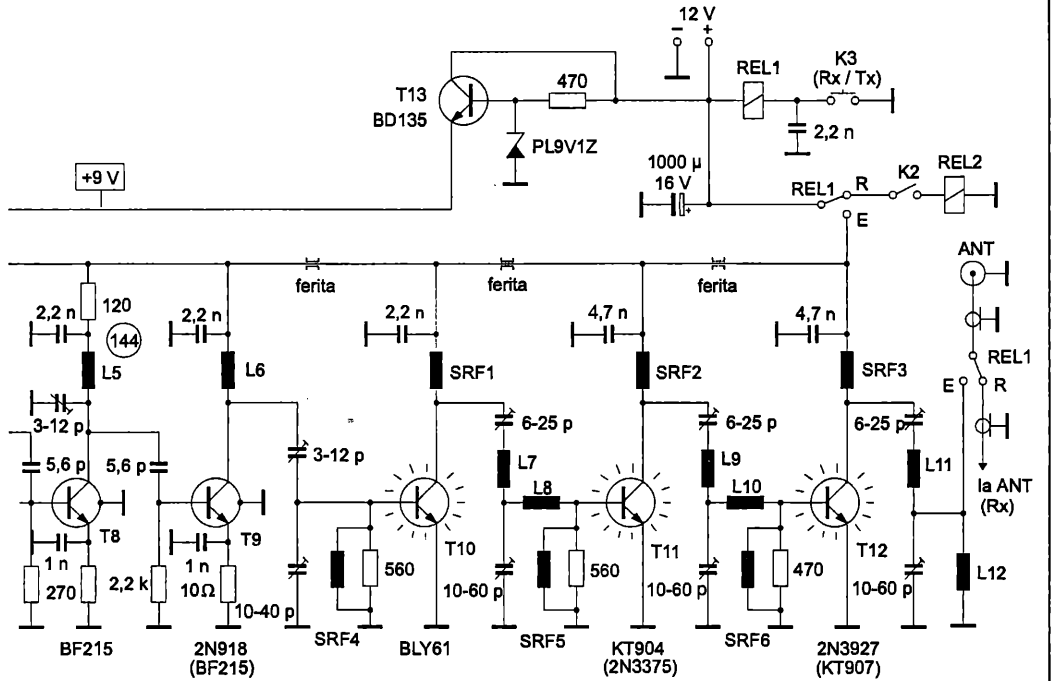 12 V
- +
K3
(Rx / Tx)
REL1
470
T13
BD135
2,2 n
PL9V1Z
1000 µ
16 V
+
+9 V
REL2
K2
REL1
R
E
ANT
ferita
ferita
ferita
120
2,2 n
144
2,2 n
2,2 n
4,7 n
4,7 n
L5
L6
SRF1
SRF2
SRF3
REL1
E
R
3-12 p
6-25 p
6-25 p
6-25 p
3-12 p
5,6 p
5,6 p
L7
L8
L9
L10
L11
la ANT
(Rx)
T8
T9
T10
T11
T12
1 n
1 n
270
2,2 k
10Ω
10-40 p
560
10-60 p
560
10-60 p
470
10-60 p
L12
SRF4
SRF5
SRF6
BF215
2N918
(BF215)
BLY61
KT904
(2N3375)
2N3927
(KT907)